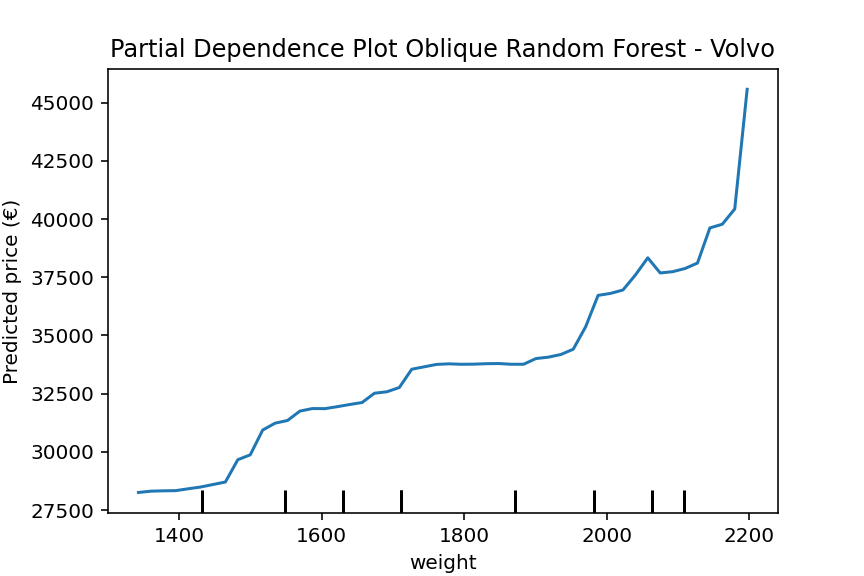 Partial Dependence Plot Oblique Random Forest - Volvo
Predicted price (€)
45000
42500
40000
37500
35000
32500
30000
27500
1400 1600 1800 2000 2200
weight